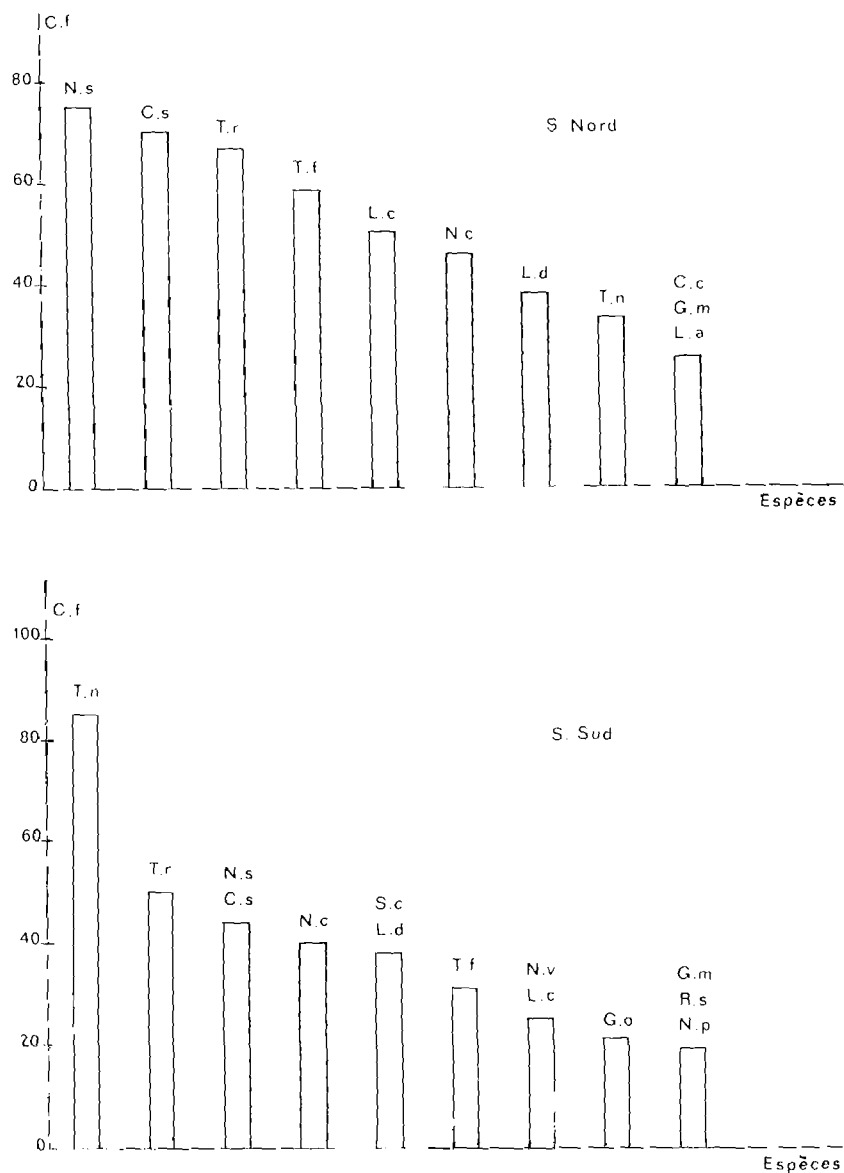 C.f
80
N.s
C.s
T.r
S Nord
60
T.f
L.c
N c
40
L.d
T.n
C.c
G.m
L.a
20
0
Espèces
C.f
100
T.n
80
S. Sud
60
T.r
N.s
C.s
N.c
S.c
L.d
40
T f
N.v
L.c
G.o
G.m
R.s
N.p
20
0
Espèces